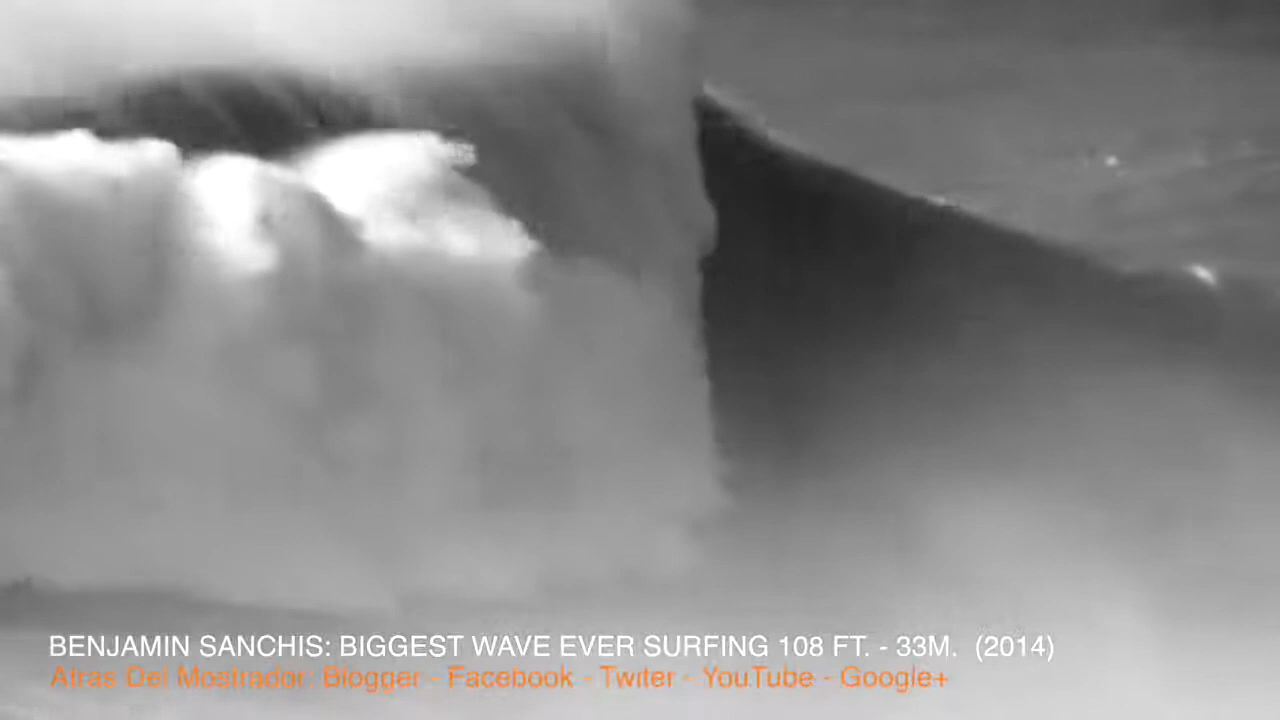 BENJAMIN SANCHIS: BIGGEST WAVE EVER SURFING 108 FT. - 33M. (2014)
Atras Del Mostrador: Blogger - Facebook - Twiter - YouTube - Google+